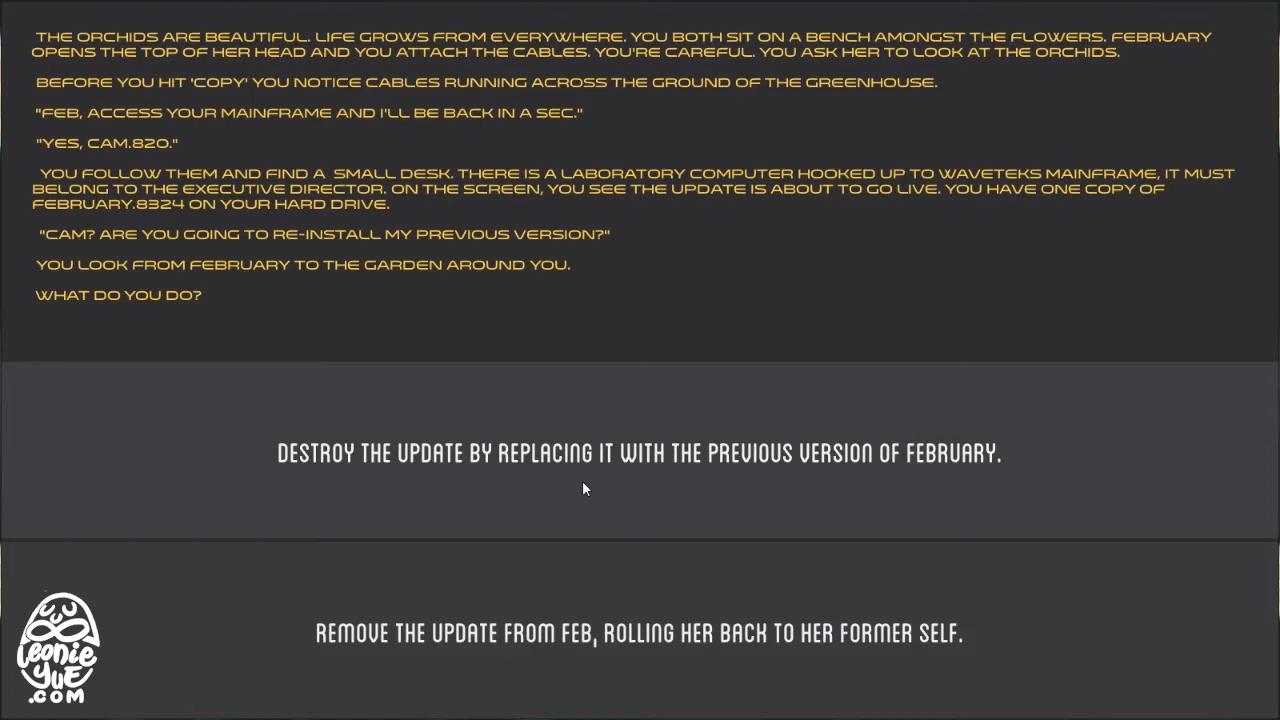 THE ORCHIDS ARE BEAUTIFUL. LIFE GROWS FROM EVERYWHERE. YOU BOTH SIT ON A BENCH AMONGST THE FLOWERS. FEBRUARY
OPENS THE TOP OF HER HEAD AND YOU ATTACH THE CABLES. YOU'RE CAREFUL. YOU ASK HER TO LOOK AT THE ORCHIDS.
BEFORE YOU HIT 'COPY' YOU NOTICE CABLES RUNNING ACROSS THE GROUND OF THE GREENHOUSE.
"FEB, ACCESS YOUR MAINFRAME AND I'LL BE BACK IN A SEC."
"YES, CAM.820."
YOU FOLLOW THEM AND FIND A SMALL DESK. THERE IS A LABORATORY COMPUTER HOOKED UP TO WAVETEKS MAINFRAME, IT MUST
BELONG TO THE EXECUTIVE DIRECTOR. ON THE SCREEN, YOU SEE THE UPDATE IS ABOUT TO GO LIVE. YOU HAVE ONE COPY OF
FEBRUARY.8324 ON YOUR HARD DRIVE.
"CAM? ARE YOU GOING TO RE-INSTALL MY PREVIOUS VERSION?"
YOU LOOK FROM FEBRUARY TO THE GARDEN AROUND YOU.
WHAT DO YOU DO?
DESTROY THE UPDATE BY REPLACING IT WITH THE PREVIOUS VERSION OF FEBRUARY.
REMOVE THE UPDATE FROM FEB, ROLLING HER BACK TO HER FORMER SELF.
Leonie
YuE
.COM